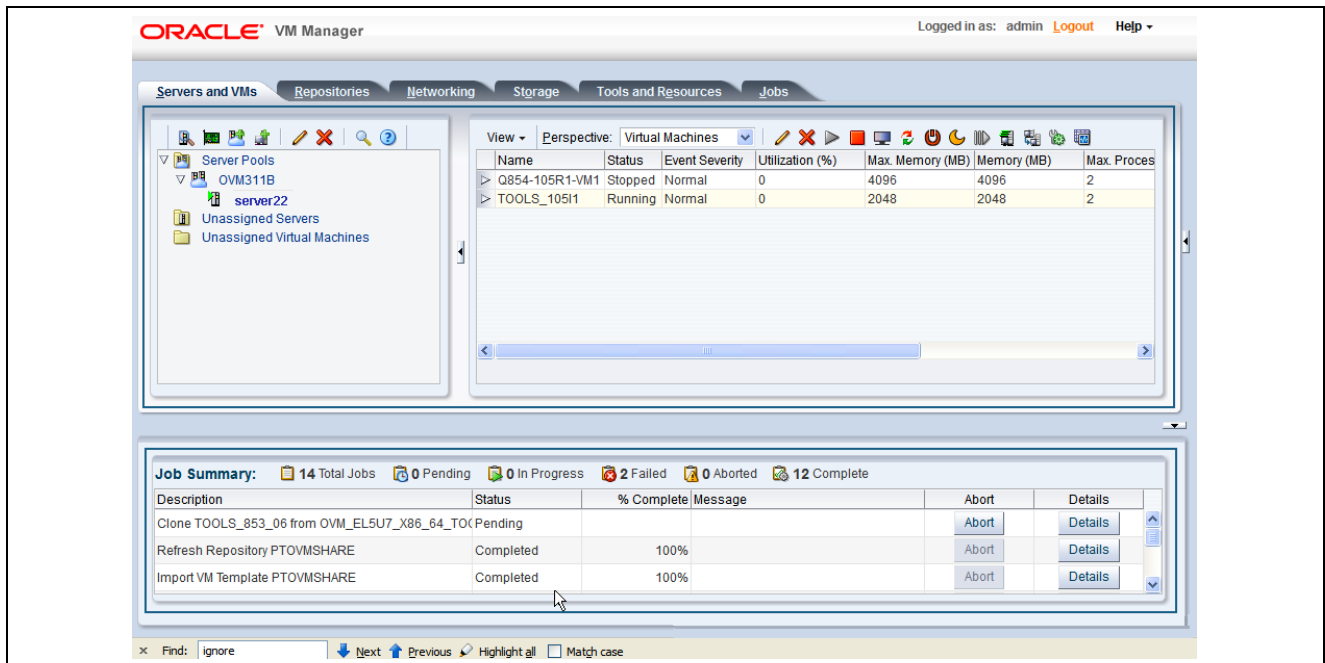 ORACLE VM Manager
Logged in as: admin Logout Help
Servers and VMs Repositories Networking Storage Tools and Resources Jobs
View Perspective: Virtual Machines
Server Pools
OVM311B
server22
Unassigned Servers
Unassigned Virtual Machines
Name Status Event Severity Utilization (%) Max. Memory (MB) Memory (MB) Max. Proces
Q854-105R1-VM1 Stopped Normal 0 4096 4096 2
TOOLS_105I1 Running Normal 0 2048 2048 2
Job Summary: 14 Total Jobs 0 Pending 0 In Progress 2 Failed 0 Aborted 12 Complete
Description Status % Complete Message Abort Details
Clone TOOLS_853_06 from OVM_EL5U7_X86_64_TOO Pending Abort Details
Refresh Repository PTOVMSHARE Completed 100% Abort Details
Import VM Template PTOVMSHARE Completed 100% Abort Details
× Find: ignore Next Previous Highlight all Match case